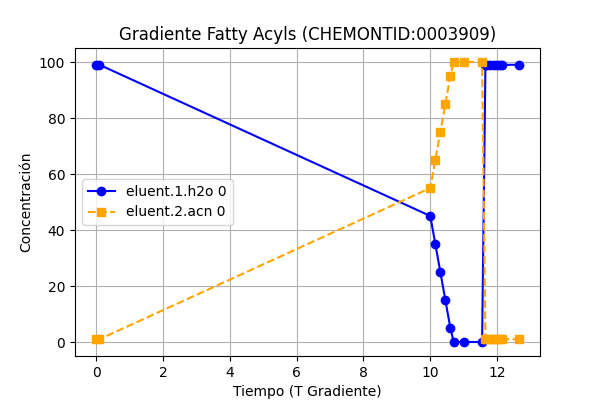 Gradiente Fatty Acyls (CHEMONTID:0003909)
100
80
60
40
20
0
Concentración
eluent.1.h2o 0
eluent.2.acn 0
0 2 4 6 8 10 12
Tiempo (T Gradiente)